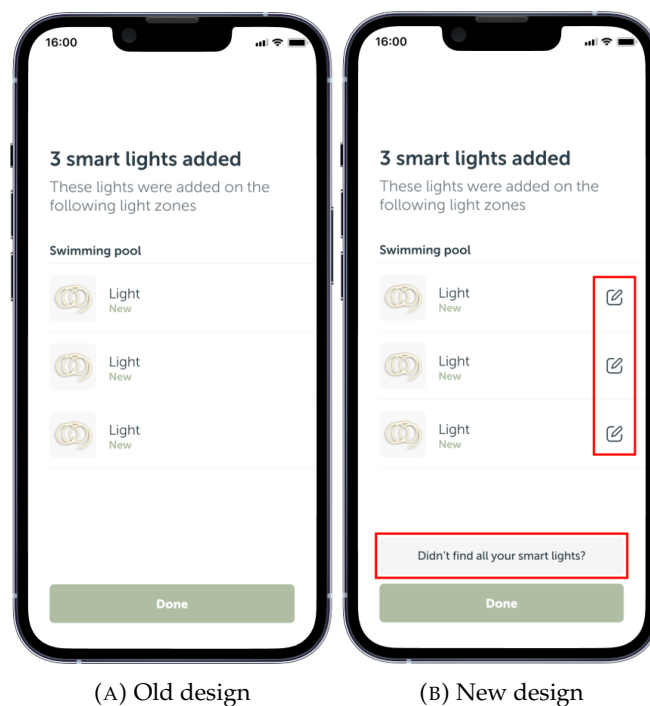 16:00
3 smart lights added
These lights were added on the
following light zones
Swimming pool
Light
New
Light
New
Light
New
Done
(A) Old design
16:00
3 smart lights added
These lights were added on the
following light zones
Swimming pool
Light
New
Light
New
Light
New
Didn't find all your smart lights?
Done
(B) New design